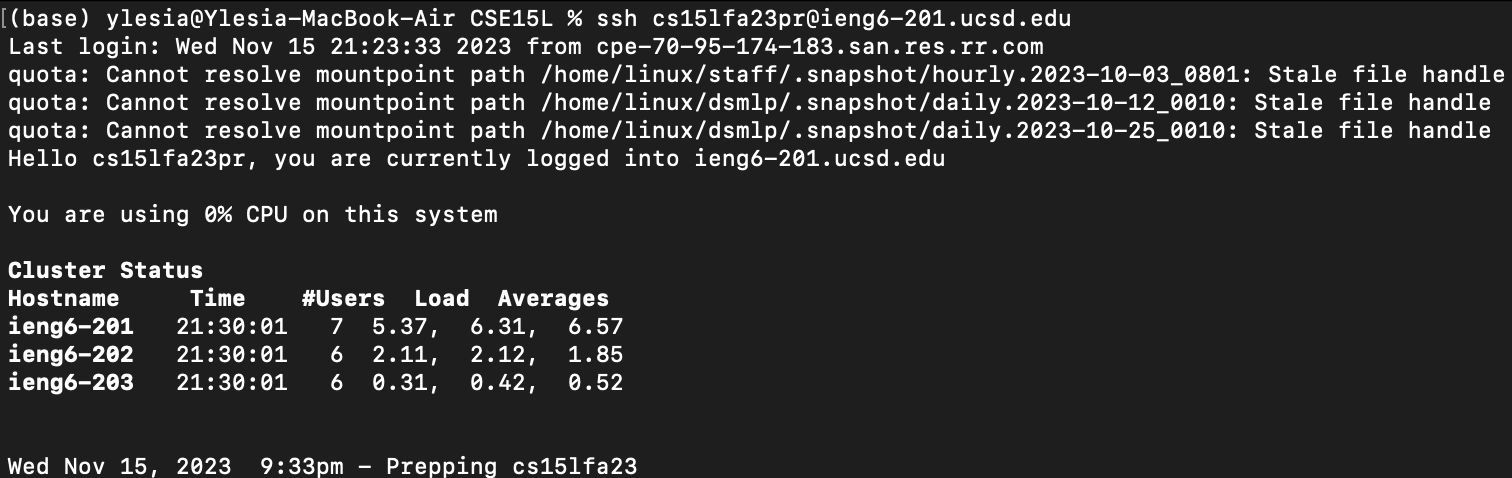 [(base) ylesia@Ylesia-MacBook-Air CSE15L % ssh cs15lfa23pr@ieng6-201.ucsd.edu
Last login: Wed Nov 15 21:23:33 2023 from cpe-70-95-174-183.san.res.rr.com
quota: Cannot resolve mountpoint path /home/linux/staff/.snapshot/hourly.2023-10-03_0801: Stale file handle
quota: Cannot resolve mountpoint path /home/linux/dsmlp/.snapshot/daily.2023-10-12_0010: Stale file handle
quota: Cannot resolve mountpoint path /home/linux/dsmlp/.snapshot/daily.2023-10-25_0010: Stale file handle
Hello cs15lfa23pr, you are currently logged into ieng6-201.ucsd.edu
You are using 0% CPU on this system
Cluster Status
Hostname     Time    #Users  Load  Averages
ieng6-201   21:30:01   7  5.37,  6.31,  6.57
ieng6-202   21:30:01   6  2.11,  2.12,  1.85
ieng6-203   21:30:01   6  0.31,  0.42,  0.52
Wed Nov 15, 2023  9:33pm - Prepping cs15lfa23